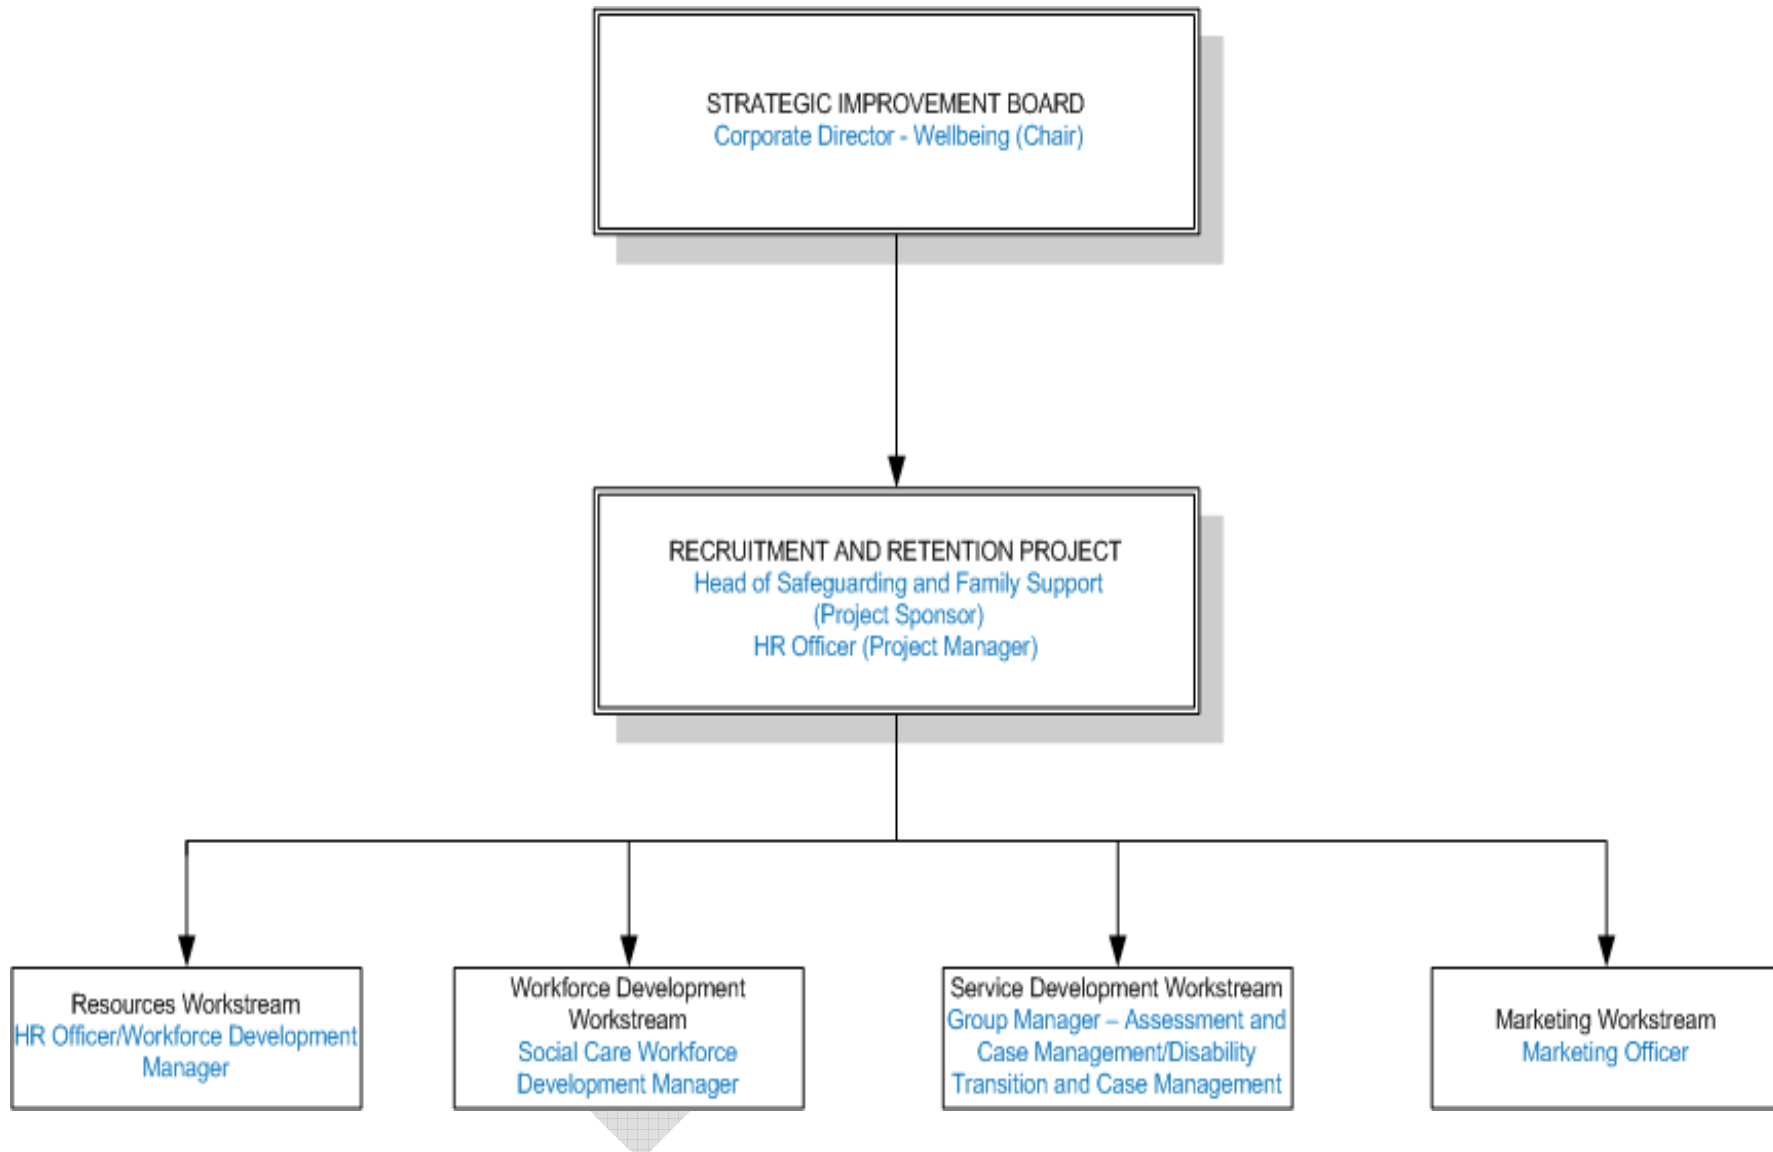 STRATEGIC IMPROVEMENT BOARD
Corporate Director - Wellbeing (Chair)
RECRUITMENT AND RETENTION PROJECT
Head of Safeguarding and Family Support
(Project Sponsor)
HR Officer (Project Manager)
Resources Workstream
HR Officer/Workforce Development
Manager
Workforce Development
Workstream
Social Care Workforce
Development Manager
Service Development Workstream
Group Manager – Assessment and
Case Management/Disability
Transition and Case Management
Marketing Workstream
Marketing Officer